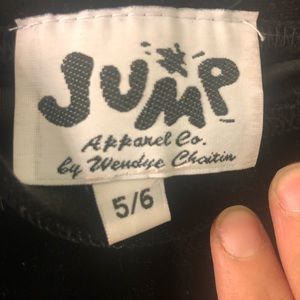 JUMP
Apparel Co.
by Wendye Chaitin
5/6